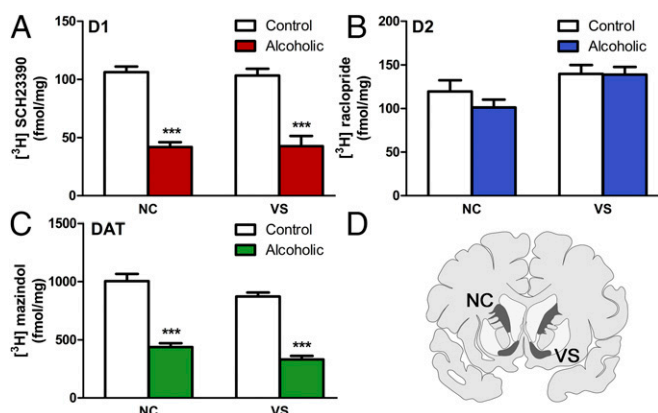 A
D1
Control
Alcoholic
[³H] SCH23390
(fmol/mg)
150
100
50
0
***
***
NC
VS
B
D2
Control
Alcoholic
[³H] raclopride
(fmol/mg)
200
150
100
50
0
NC
VS
C
DAT
Control
Alcoholic
[³H] mazindol
(fmol/mg)
1500
1000
500
0
***
***
NC
VS
D
NC
VS